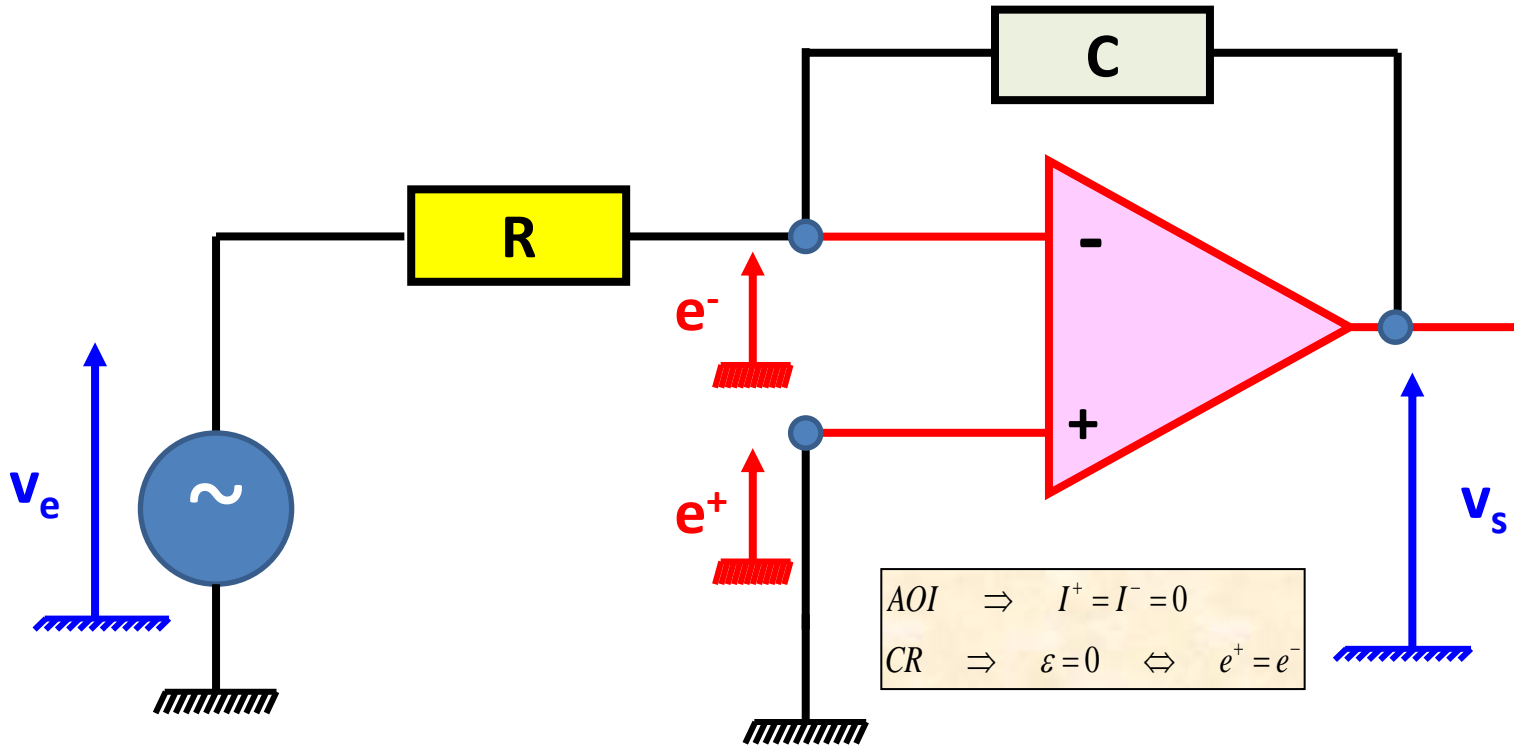 C
R
-
e⁻
+
e⁺
~
vₑ
vₛ
AOI ⇒ I⁺ = I⁻ = 0
CR ⇒ ε = 0 ⇔ e⁺ = e⁻